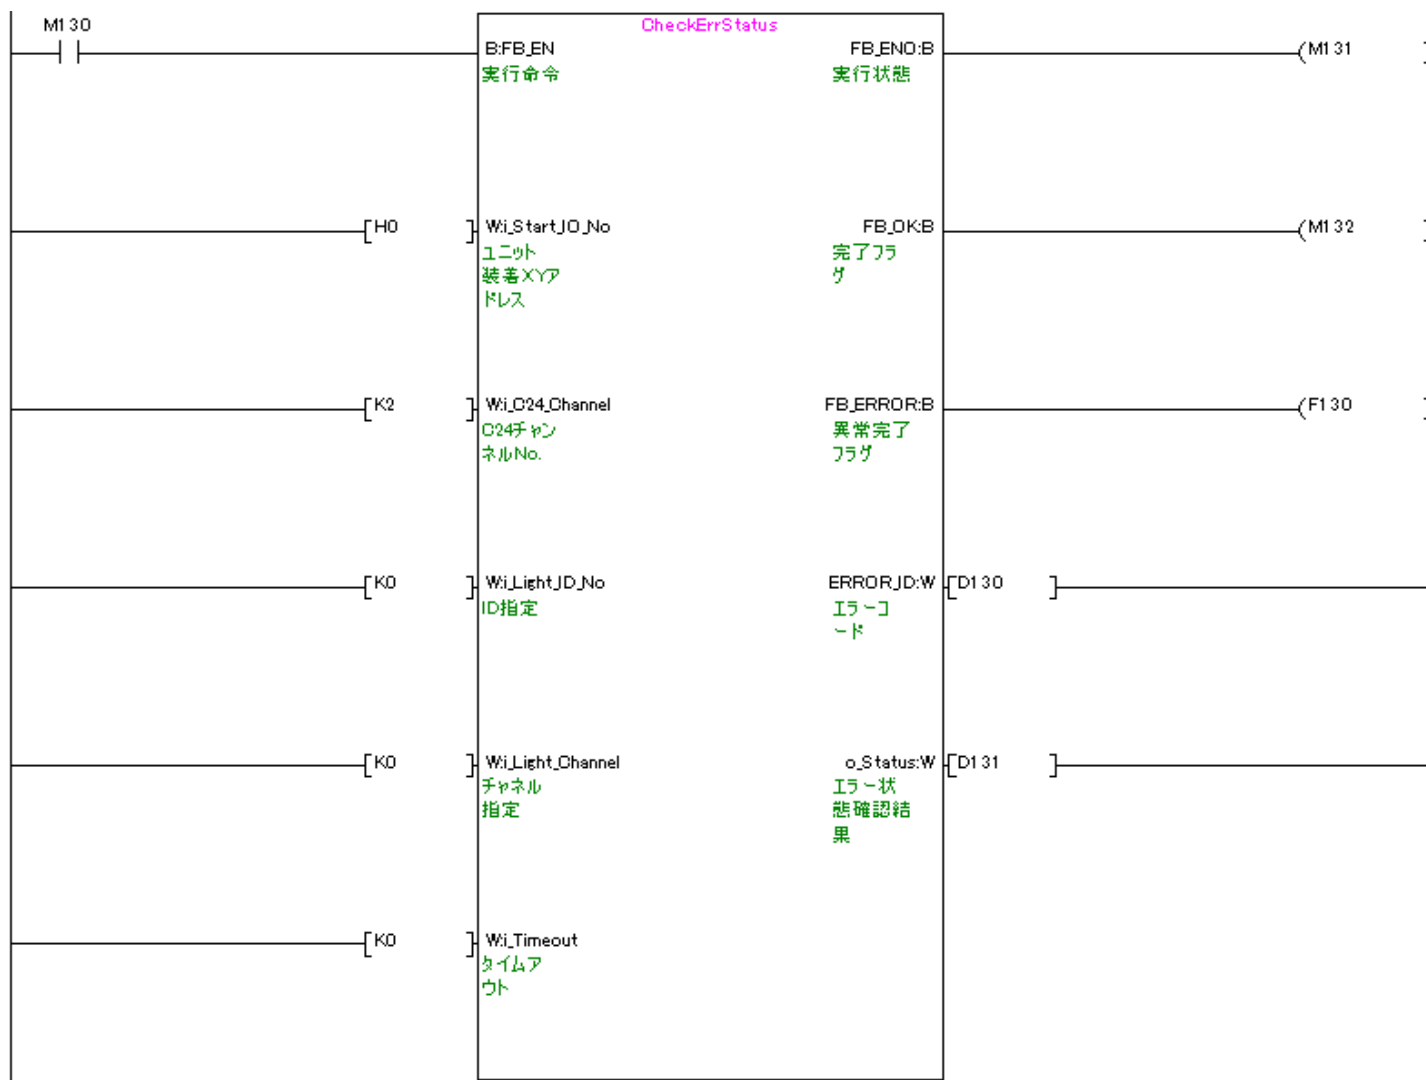 CheckErrStatus
M130
B:FB_EN
FB_ENO:B
(M131
実行命令
実行状態
[H0 ]
W:i_Start_IO_No
FB_OK:B
(M132
ユニット
装着XYア
ドレス
完了フラ
グ
[K2 ]
W:i_C24_Channel
FB_ERROR:B
(F130
C24チャン
ネルNo.
異常完了
フラグ
[K0 ]
W:i_Light_ID_No
ERROR_ID:W
[D130 ]
ID指定
エラーコ
ード
[K0 ]
W:i_Light_Channel
o_Status:W
[D131 ]
チャネル
指定
エラー状
態確認結
果
[K0 ]
W:i_Timeout
タイムア
ウト